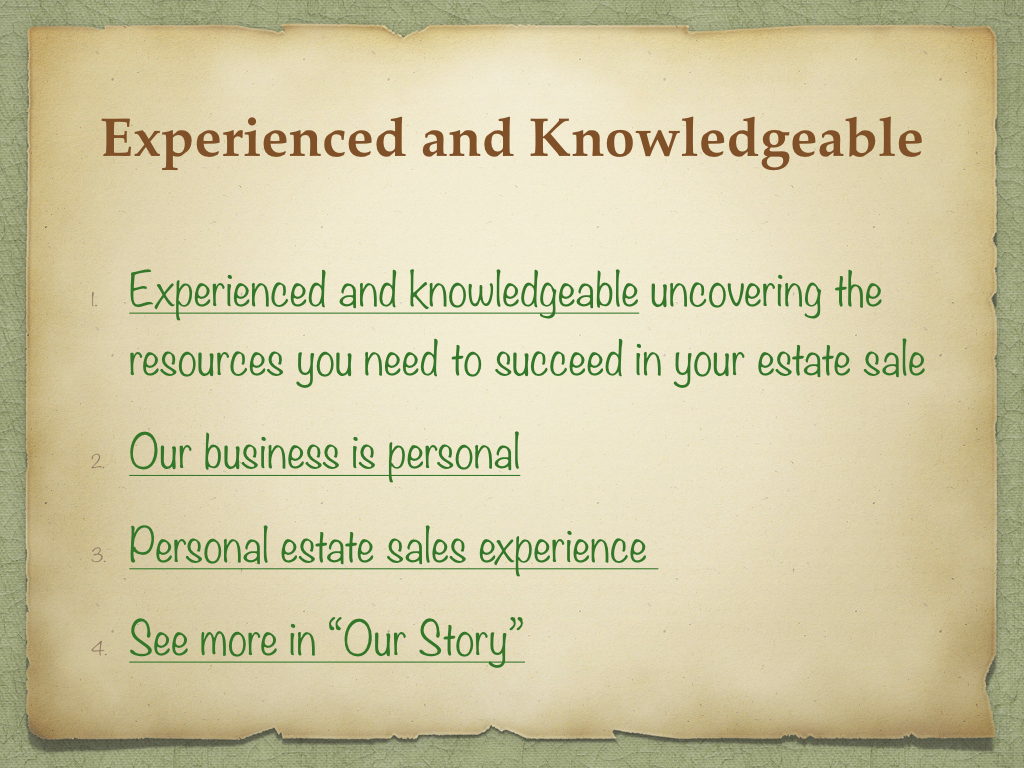 Experienced and Knowledgeable
1. Experienced and knowledgeable uncovering the
resources you need to succeed in your estate sale
2. Our business is personal
3. Personal estate sales experience
4. See more in “Our Story”